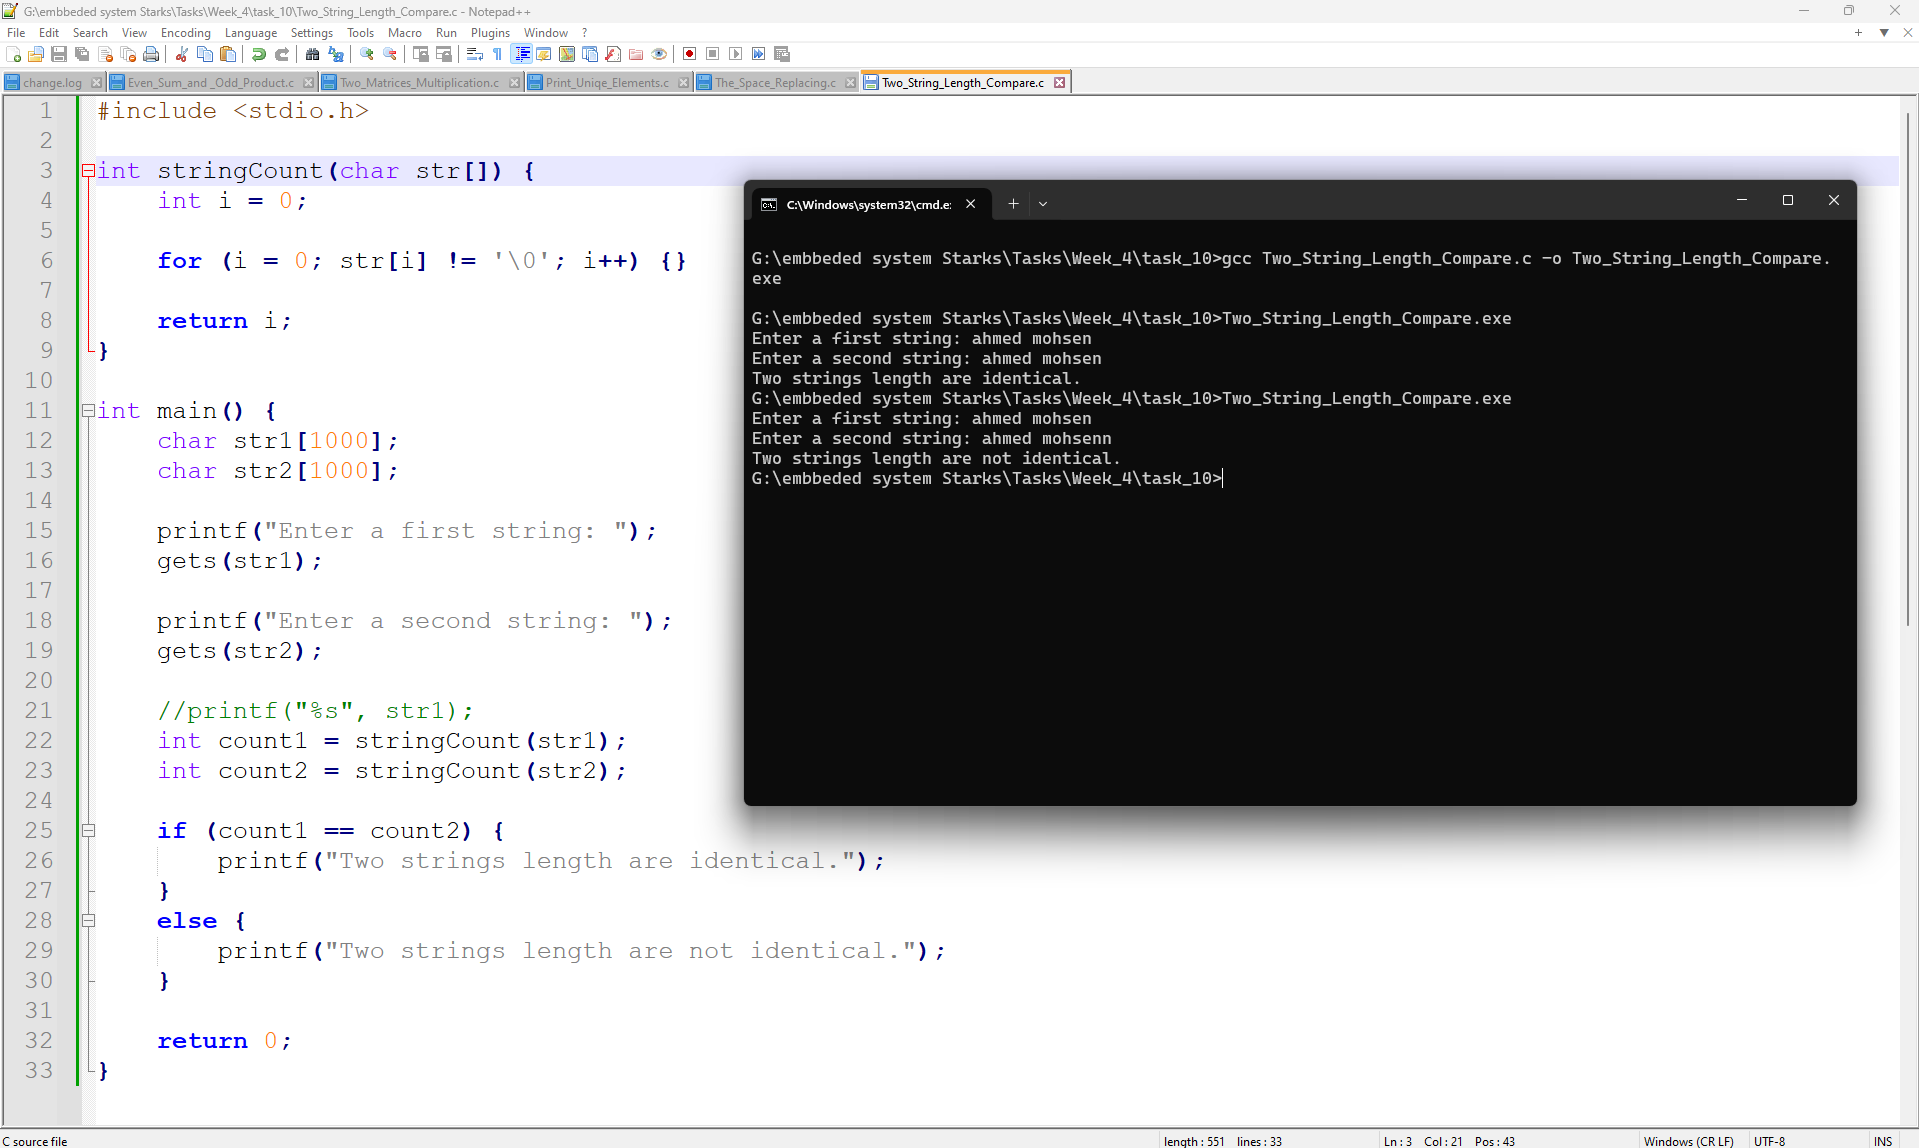 G:\embbeded system Starks\Tasks\Week_4\task_10\Two_String_Length_Compare.c - Notepad++
File Edit Search View Encoding Language Settings Tools Macro Run Plugins Window ?
change.log Even_Sum_and _Odd_Product.c Two_Matrices_Multiplication.c Print_Uniqe_Elements.c The_Space_Replacing.c Two_String_Length_Compare.c
1 #include <stdio.h>
2
3 int stringCount(char str[]) {
4 int i = 0;
5
6 for (i = 0; str[i] != '\0'; i++) {}
7
8 return i;
9 }
10
11 int main() {
12 char str1[1000];
13 char str2[1000];
14
15 printf("Enter a first string: ");
16 gets(str1);
17
18 printf("Enter a second string: ");
19 gets(str2);
20
21 //printf("%s", str1);
22 int count1 = stringCount(str1);
23 int count2 = stringCount(str2);
24
25 if (count1 == count2) {
26 printf("Two strings length are identical.");
27 }
28 else {
29 printf("Two strings length are not identical.");
30 }
31
32 return 0;
33 }
C:\Windows\system32\cmd.e:
G:\embbeded system Starks\Tasks\Week_4\task_10>gcc Two_String_Length_Compare.c -o Two_String_Length_Compare.
exe
G:\embbeded system Starks\Tasks\Week_4\task_10>Two_String_Length_Compare.exe
Enter a first string: ahmed mohsen
Enter a second string: ahmed mohsen
Two strings length are identical.
G:\embbeded system Starks\Tasks\Week_4\task_10>Two_String_Length_Compare.exe
Enter a first string: ahmed mohsen
Enter a second string: ahmed mohsenn
Two strings length are not identical.
G:\embbeded system Starks\Tasks\Week_4\task_10>
C source file length : 551 lines : 33 Ln : 3 Col : 21 Pos : 43 Windows (CR LF) UTF-8 INS